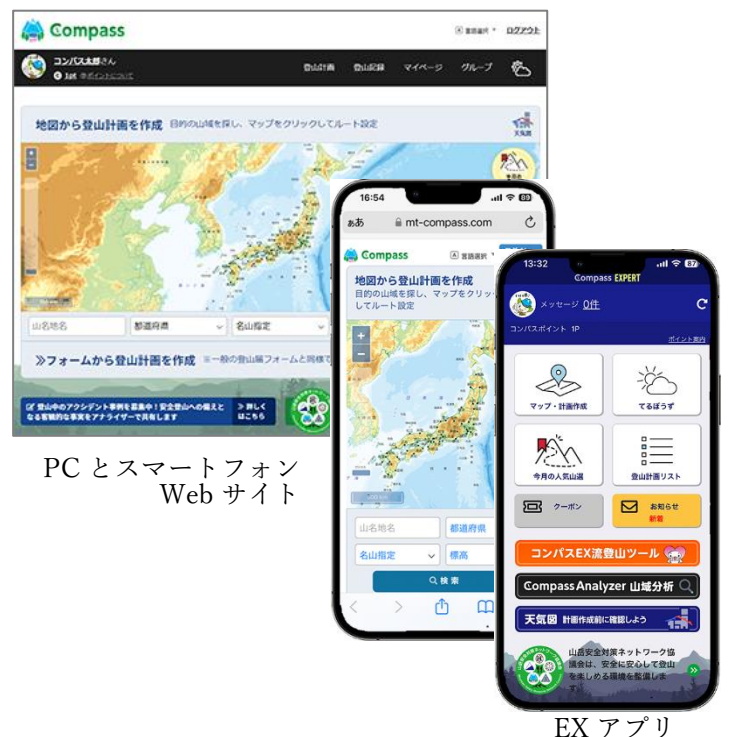 Compass
言語選択
ログアウト
コンパス太郎さん
1pt ※ポイントについて
登山計画
登山記録
マイページ
グループ
地図から登山計画を作成 目的の山域を探し、マップをクリックしてルート設定
天気図
山名地名
都道府県
名山指定
≫フォームから登山計画を作成 ※一般の登山届フォームと同様で
登山中のアクシデント事例を募集中！安全登山への備えと
なる客観的な事実をアナライザーで共有します
≫詳しく
はこちら
PC とスマートフォン
Web サイト
16:54
89
ぁあ
mt-compass.com
Compass
言語選択
地図から登山計画を作成
目的の山域を探し、マップをクリッ
してルート設定
山名地名
都道府県
名山指定
標高
検索
13:32
87
Compass EXPERT
メッセージ 0件
コンパスポイント 1P
ポイント案内
マップ・計画作成
てるぼうず
今月の人気山選
登山計画リスト
クーポン
お知らせ
新着
コンパスEX流登山ツール
Compass Analyzer 山域分析
天気図 計画作成前に確認しよう
山岳安全対策ネットワーク協
議会は、安全に安心して登山
を楽しめる環境を整備しま
す。
EX アプリ